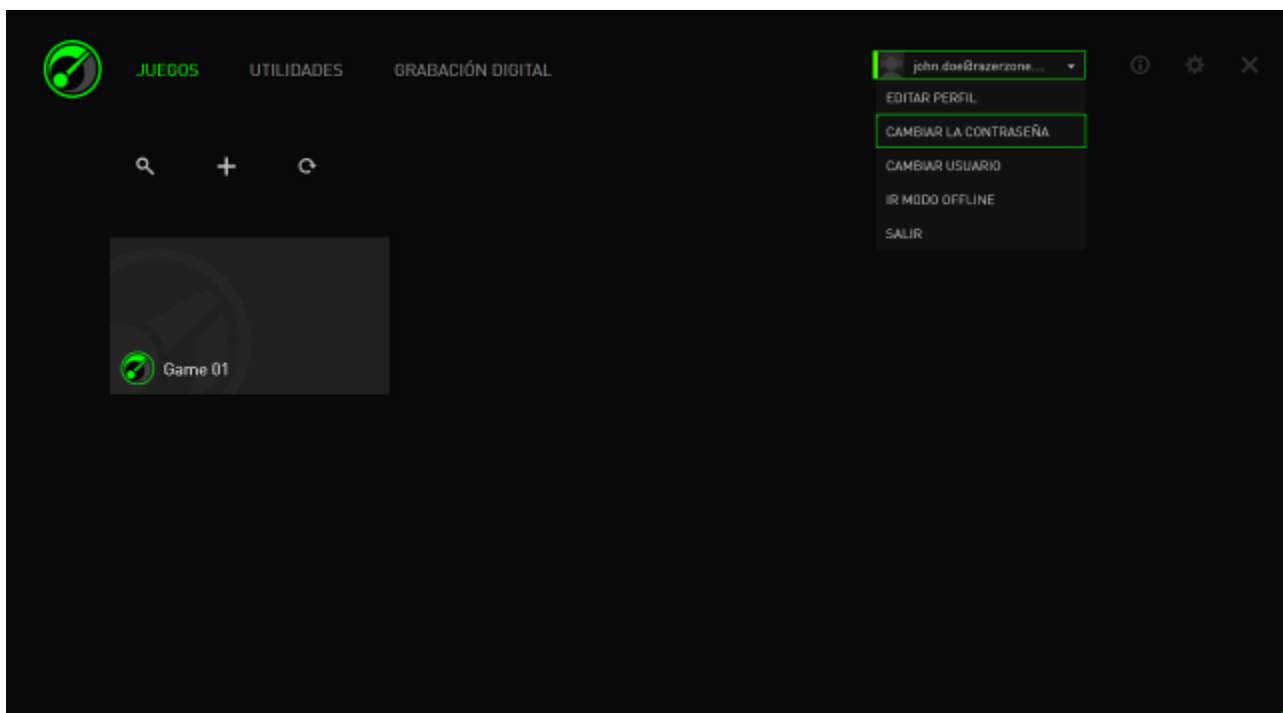 JUEGOS UTILIDADES GRABACIÓN DIGITAL
john.doe@razerzone...
EDITAR PERFIL
CAMBIAR LA CONTRASEÑA
CAMBIAR USUARIO
IR MODO OFFLINE
SALIR
Game 01